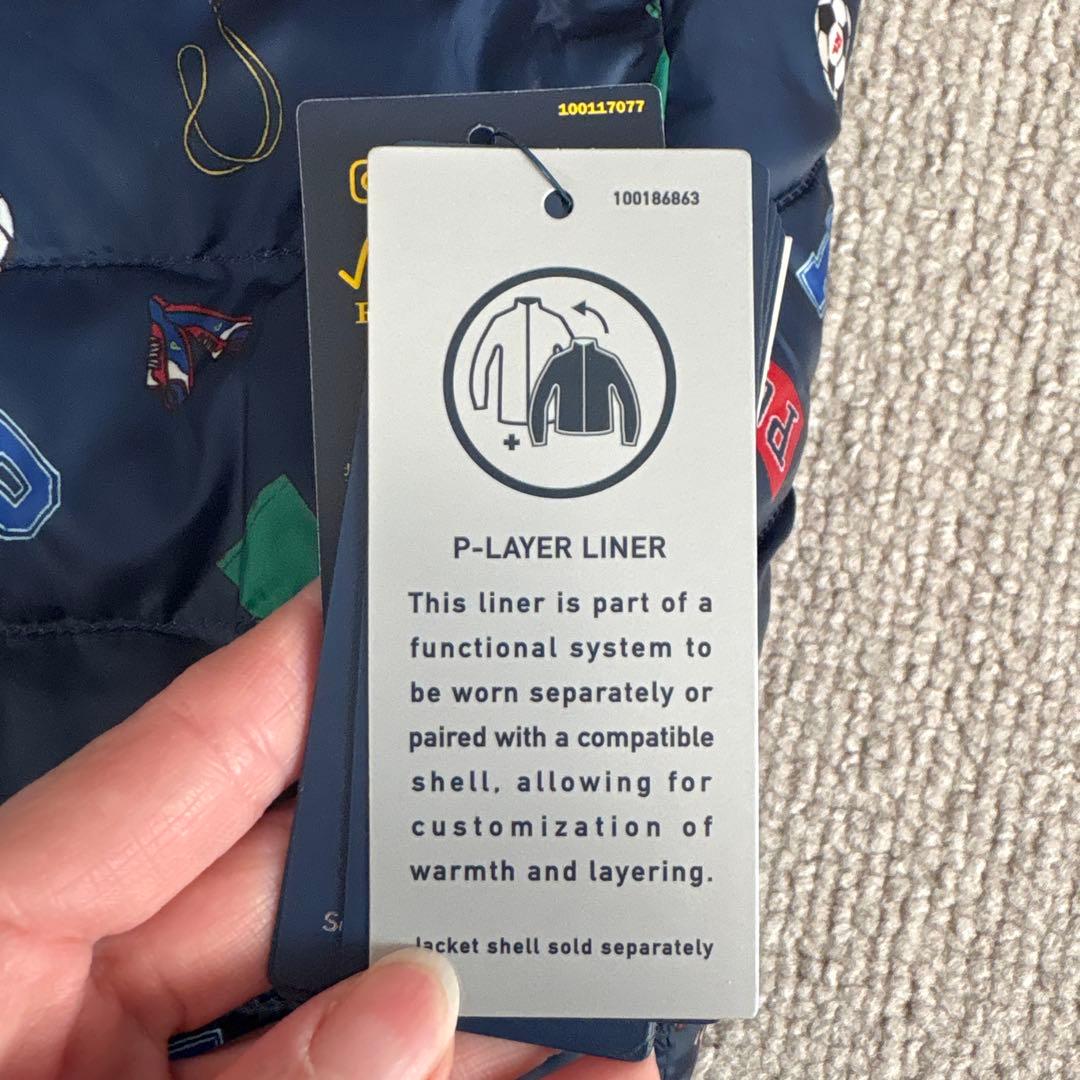 100117077
100186863
P-LAYER LINER
This liner is part of a
functional system to
be worn separately or
paired with a compatible
shell, allowing for
customization of
warmth and layering.
Jacket shell sold separately